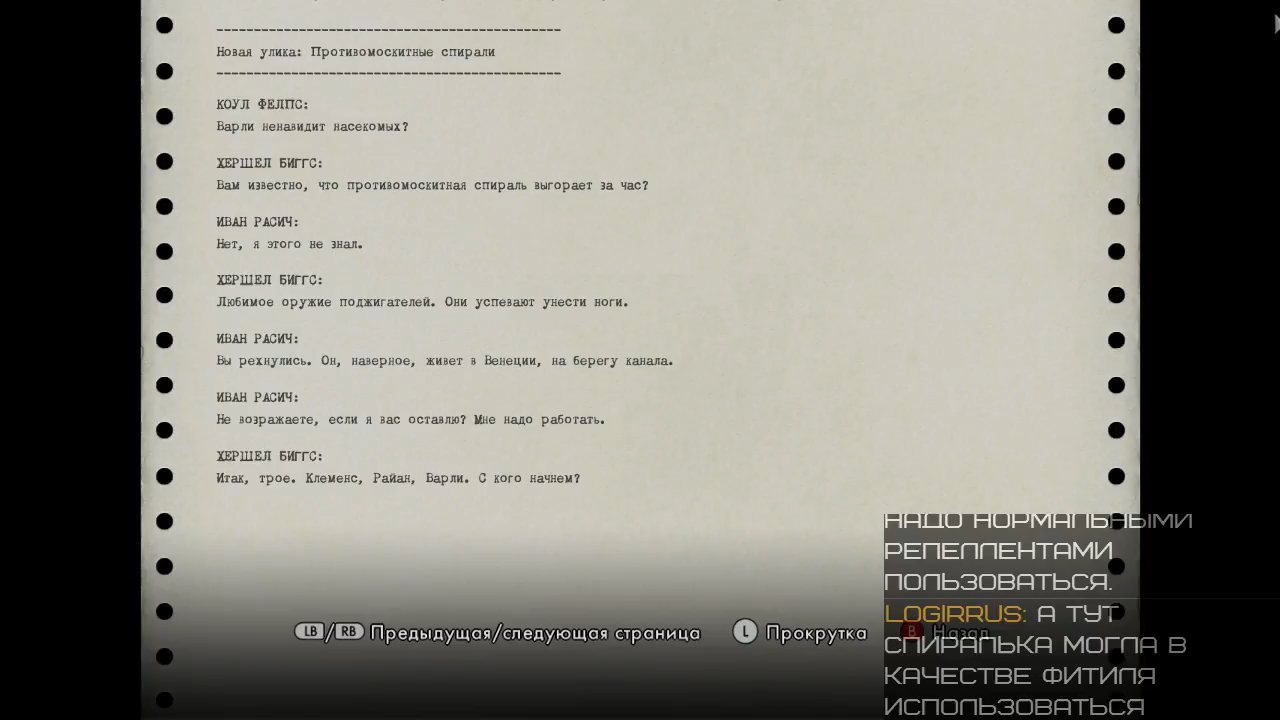 Новая улика: Противомоскитные спирали
КОУЛ ФЕЛПС:
Варли ненавидит насекомых?
ХЕРШЕЛ БИГГС:
Вам известно, что противомоскитная спираль выгорает за час?
ИВАН РАСИЧ:
Нет, я этого не знал.
ХЕРШЕЛ БИГГС:
Любимое оружие поджигателей. Они успевают унести ноги.
ИВАН РАСИЧ:
Вы рехнулись. Он, наверное, живет в Венеции, на берегу канала.
ИВАН РАСИЧ:
Не возражаете, если я вас оставлю? Мне надо работать.
ХЕРШЕЛ БИГГС:
Итак, трое. Клеменс, Райан, Варли. С кого начнем?
LB/RB Предыдущая/следующая страница L Прокрутка B Назад
НАДО НОРМАЛЬНЫМИ
РЕПЕЛЛЕНТАМИ
ПОЛЬЗОВАТЬСЯ.
LOGIRRUS: А ТУТ
СПИРАЛЬКА МОГЛА В
КАЧЕСТВЕ ФИТИЛЯ
ИСПОЛЬЗОВАТЬСЯ